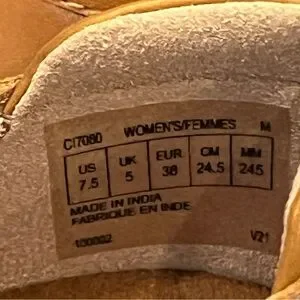 CI7080 WOMEN'S/FEMMES M
US UK EUR CM MM
7.5 5 38 24.5 245
MADE IN INDIA
FABRIQUE EN INDE
V21